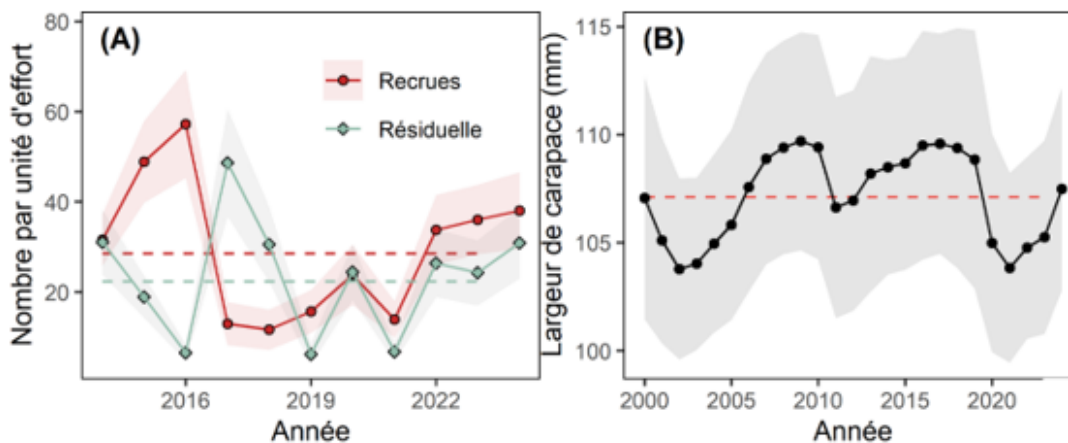 (A)
Nombre par unité d'effort
80
60
40
20
Recrues
Résiduelle
2016
2019
2022
Année
(B)
Largeur de carapace (mm)
115
110
105
100
2000
2005
2010
2015
2020
Année